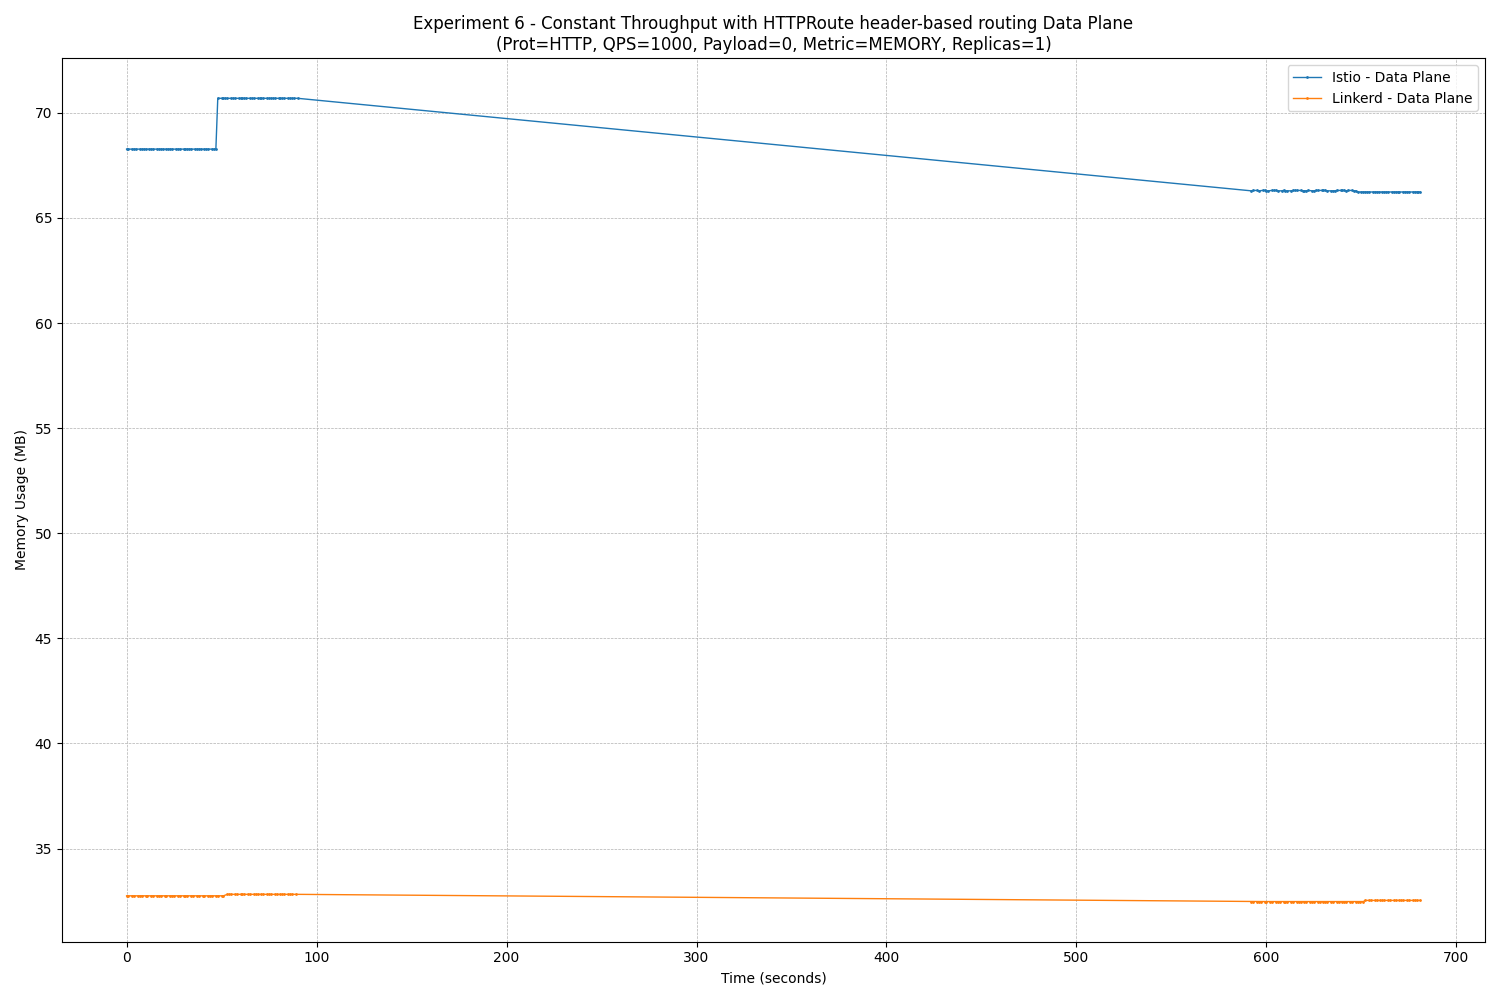 Experiment 6 - Constant Throughput with HTTPRoute header-based routing Data Plane
(Prot=HTTP, QPS=1000, Payload=0, Metric=MEMORY, Replicas=1)
Istio - Data Plane
Linkerd - Data Plane
Memory Usage (MB)
70
65
60
55
50
45
40
35
0 100 200 300 400 500 600 700
Time (seconds)